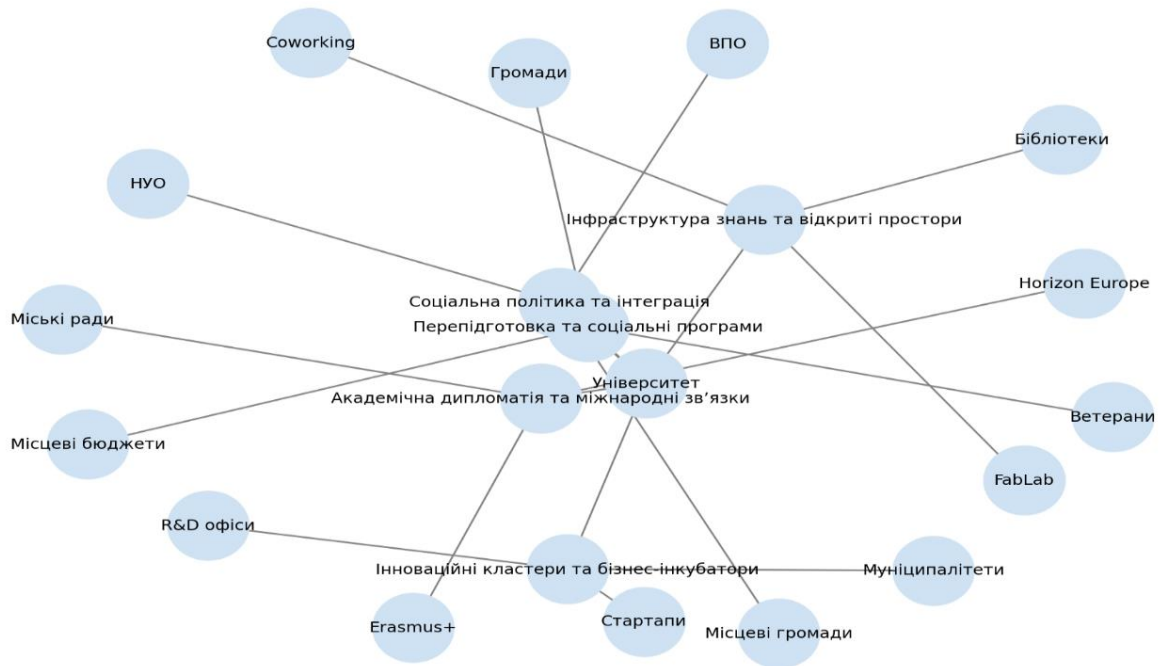 Coworking
ВПО
Громади
Бібліотеки
НУО
Інфраструктура знань та відкриті простори
Horizon Europe
Соціальна політика та інтеграція
Міські ради
Перепідготовка та соціальні програми
Університет
Академічна дипломатія та міжнародні зв’язки
Ветерани
Місцеві бюджети
FabLab
R&D офіси
Інноваційні кластери та бізнес-інкубатори
Муніципалітети
Стартапи
Erasmus+
Місцеві громади